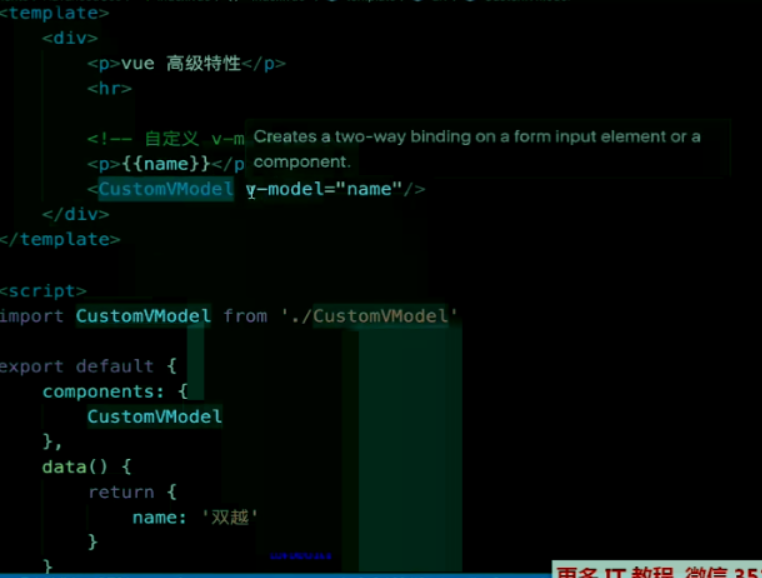 <template>
<div>
<p>vue 高级特性</p>
<hr>
<!-- 自定义 v-m
Creates a two-way binding on a form input element or a
component.
<p>{{name}}</p
<CustomVModel v-model="name"/>
</div>
</template>
<script>
import CustomVModel from './CustomVModel'
export default {
components: {
CustomVModel
},
data() {
return {
name: '双越'
}
}
更多 IT 教程 微信 35